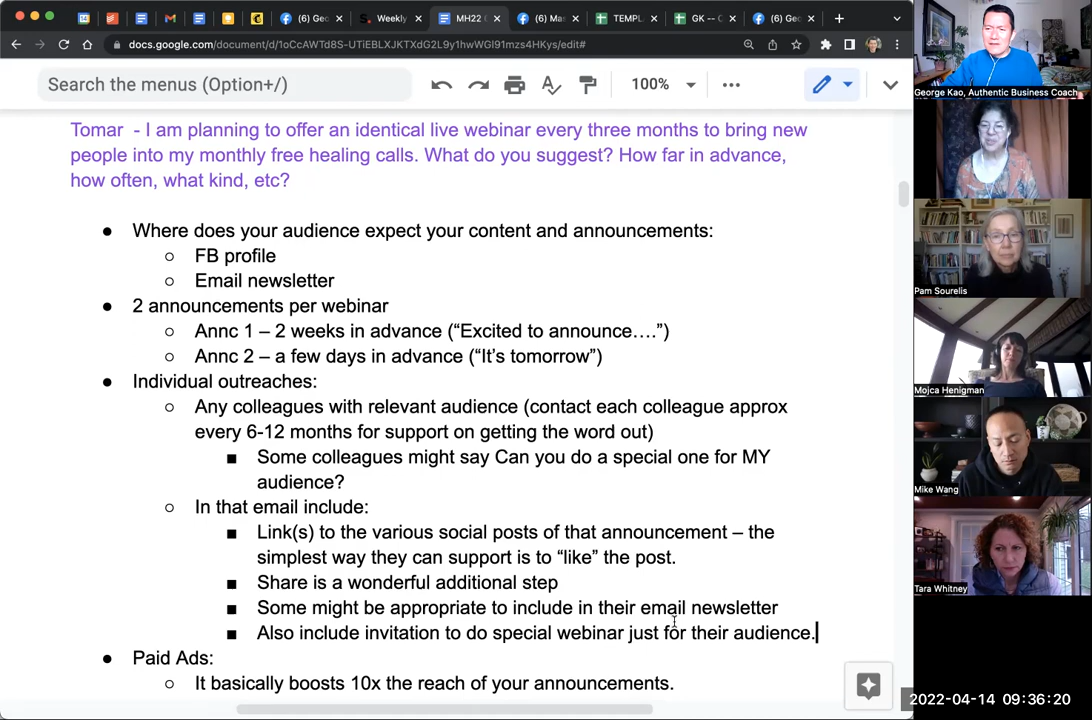 (6) Geo
Weekly
MH22
(6) Mar
TEMPL
GK -- C
(6) Geo
docs.google.com/document/d/1oCcAWTd8S-UTiEBLXJKTXdG2L9y1hwWGl91mzs4HKys/edit#
Search the menus (Option+/)
100%
Tomar - I am planning to offer an identical live webinar every three months to bring new
people into my monthly free healing calls. What do you suggest? How far in advance,
how often, what kind, etc?
● Where does your audience expect your content and announcements:
○ FB profile
○ Email newsletter
● 2 announcements per webinar
○ Annc 1 – 2 weeks in advance (“Excited to announce….”)
○ Annc 2 – a few days in advance (“It’s tomorrow”)
● Individual outreaches:
○ Any colleagues with relevant audience (contact each colleague approx
every 6-12 months for support on getting the word out)
■ Some colleagues might say Can you do a special one for MY
audience?
○ In that email include:
■ Link(s) to the various social posts of that announcement – the
simplest way they can support is to “like” the post.
■ Share is a wonderful additional step
■ Some might be appropriate to include in their email newsletter
■ Also include invitation to do special webinar just for their audience.
● Paid Ads:
○ It basically boosts 10x the reach of your announcements.
George Kao, Authentic Business Coach
Pam Sourelis
Mojca Henigman
Mike Wang
Tara Whitney
2022-04-14 09:36:20